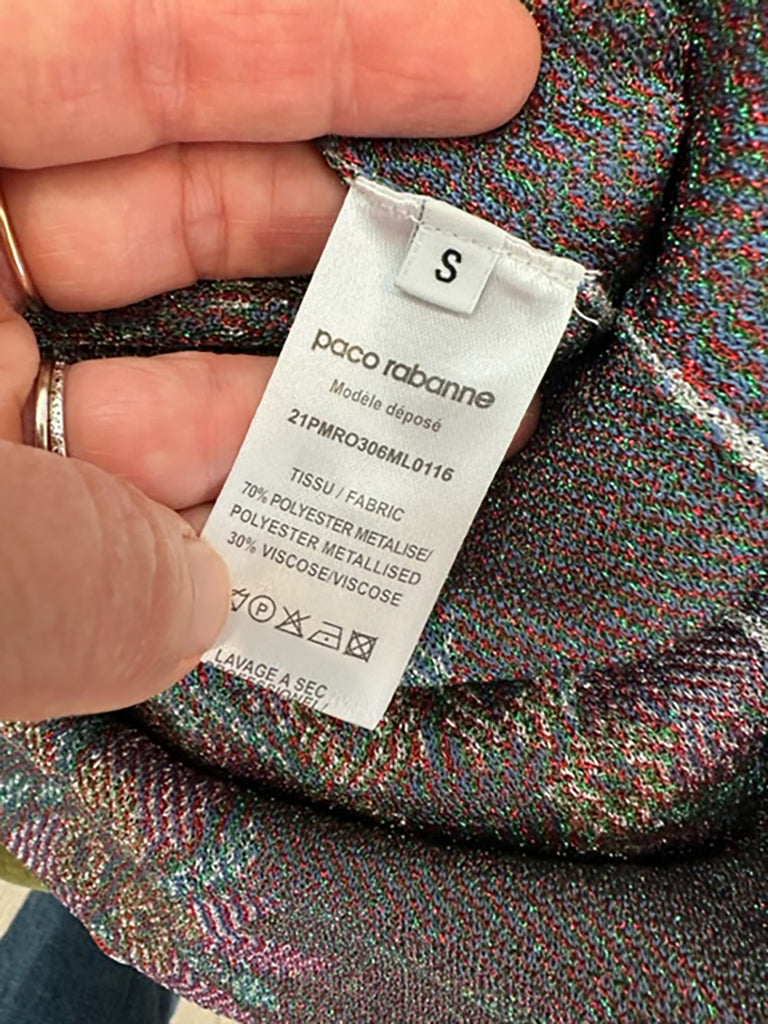 S
paco rabanne
Modèle déposé
21PMRO306ML0116
TISSU / FABRIC
70% POLYESTER METALISE/
POLYESTER METALLISED
30% VISCOSE/VISCOSE
P
LAVAGE A SEC